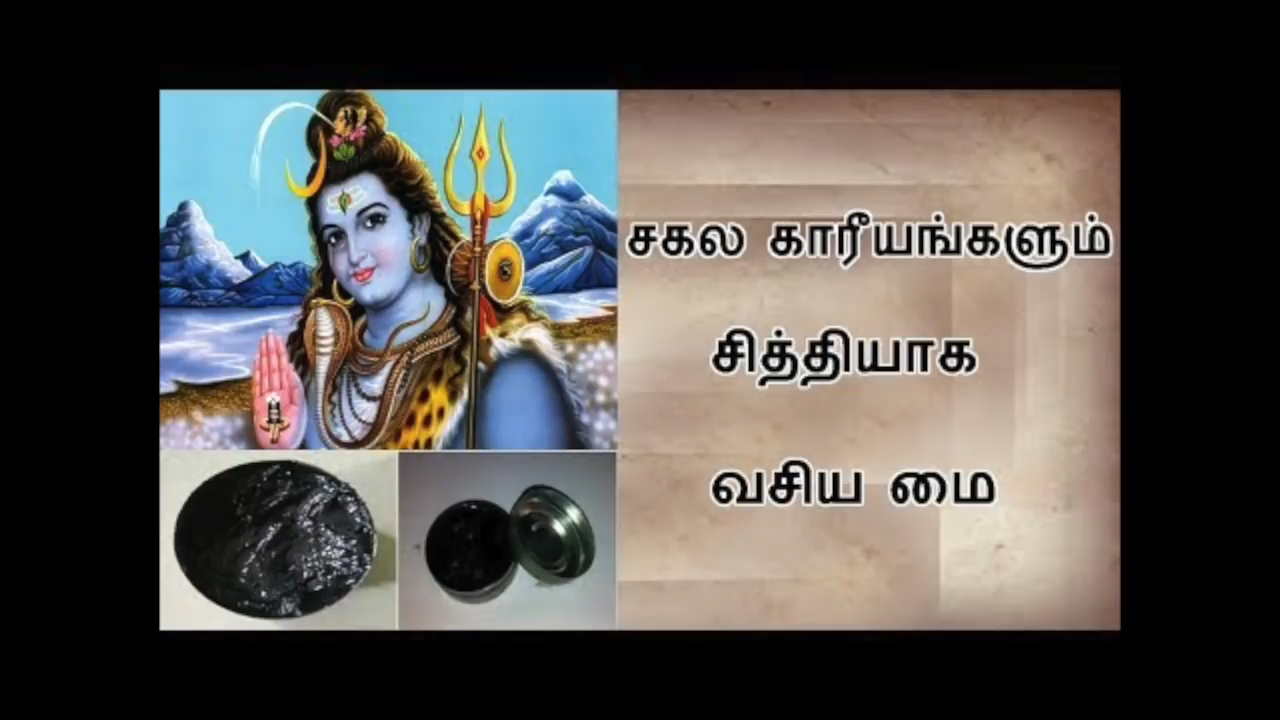 சகல காரீயங்களும்
சித்தியாக
வசிய மை